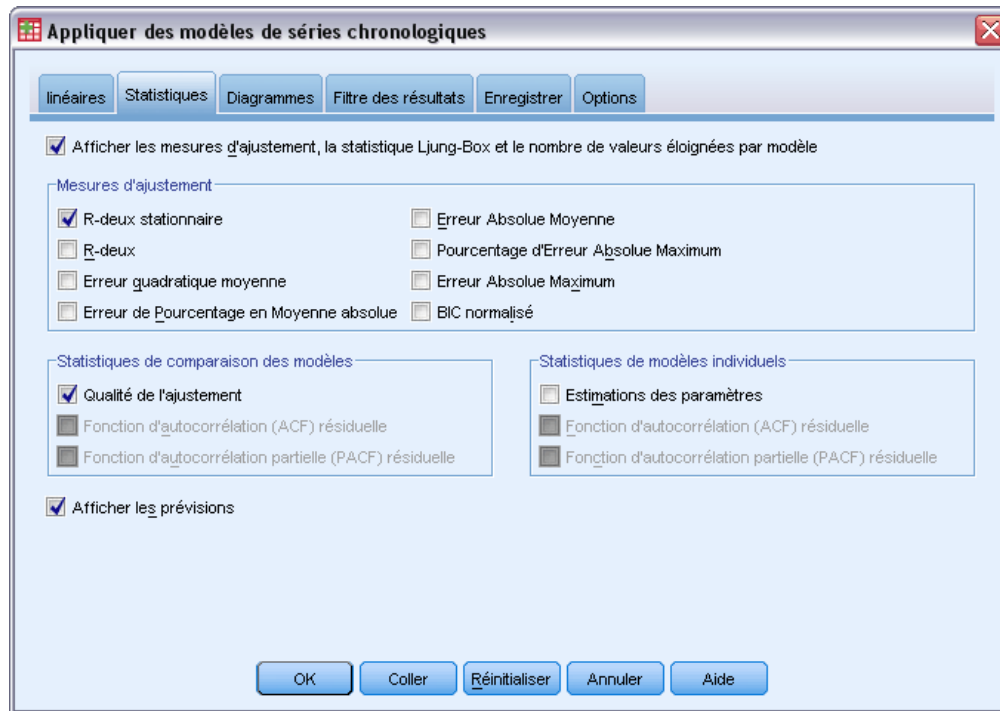 Appliquer des modèles de séries chronologiques
linéaires Statistiques Diagrammes Filtre des résultats Enregistrer Options
Afficher les mesures d'ajustement, la statistique Ljung-Box et le nombre de valeurs éloignées par modèle
Mesures d'ajustement
R-deux stationnaire
Erreur Absolue Moyenne
R-deux
Pourcentage d'Erreur Absolue Maximum
Erreur quadratique moyenne
Erreur Absolue Maximum
Erreur de Pourcentage en Moyenne absolue
BIC normalisé
Statistiques de comparaison des modèles
Qualité de l'ajustement
Fonction d'autocorrélation (ACF) résiduelle
Fonction d'autocorrélation partielle (PACF) résiduelle
Statistiques de modèles individuels
Estimations des paramètres
Fonction d'autocorrélation (ACF) résiduelle
Fonction d'autocorrélation partielle (PACF) résiduelle
Afficher les prévisions
OK Coller Réinitialiser Annuler Aide